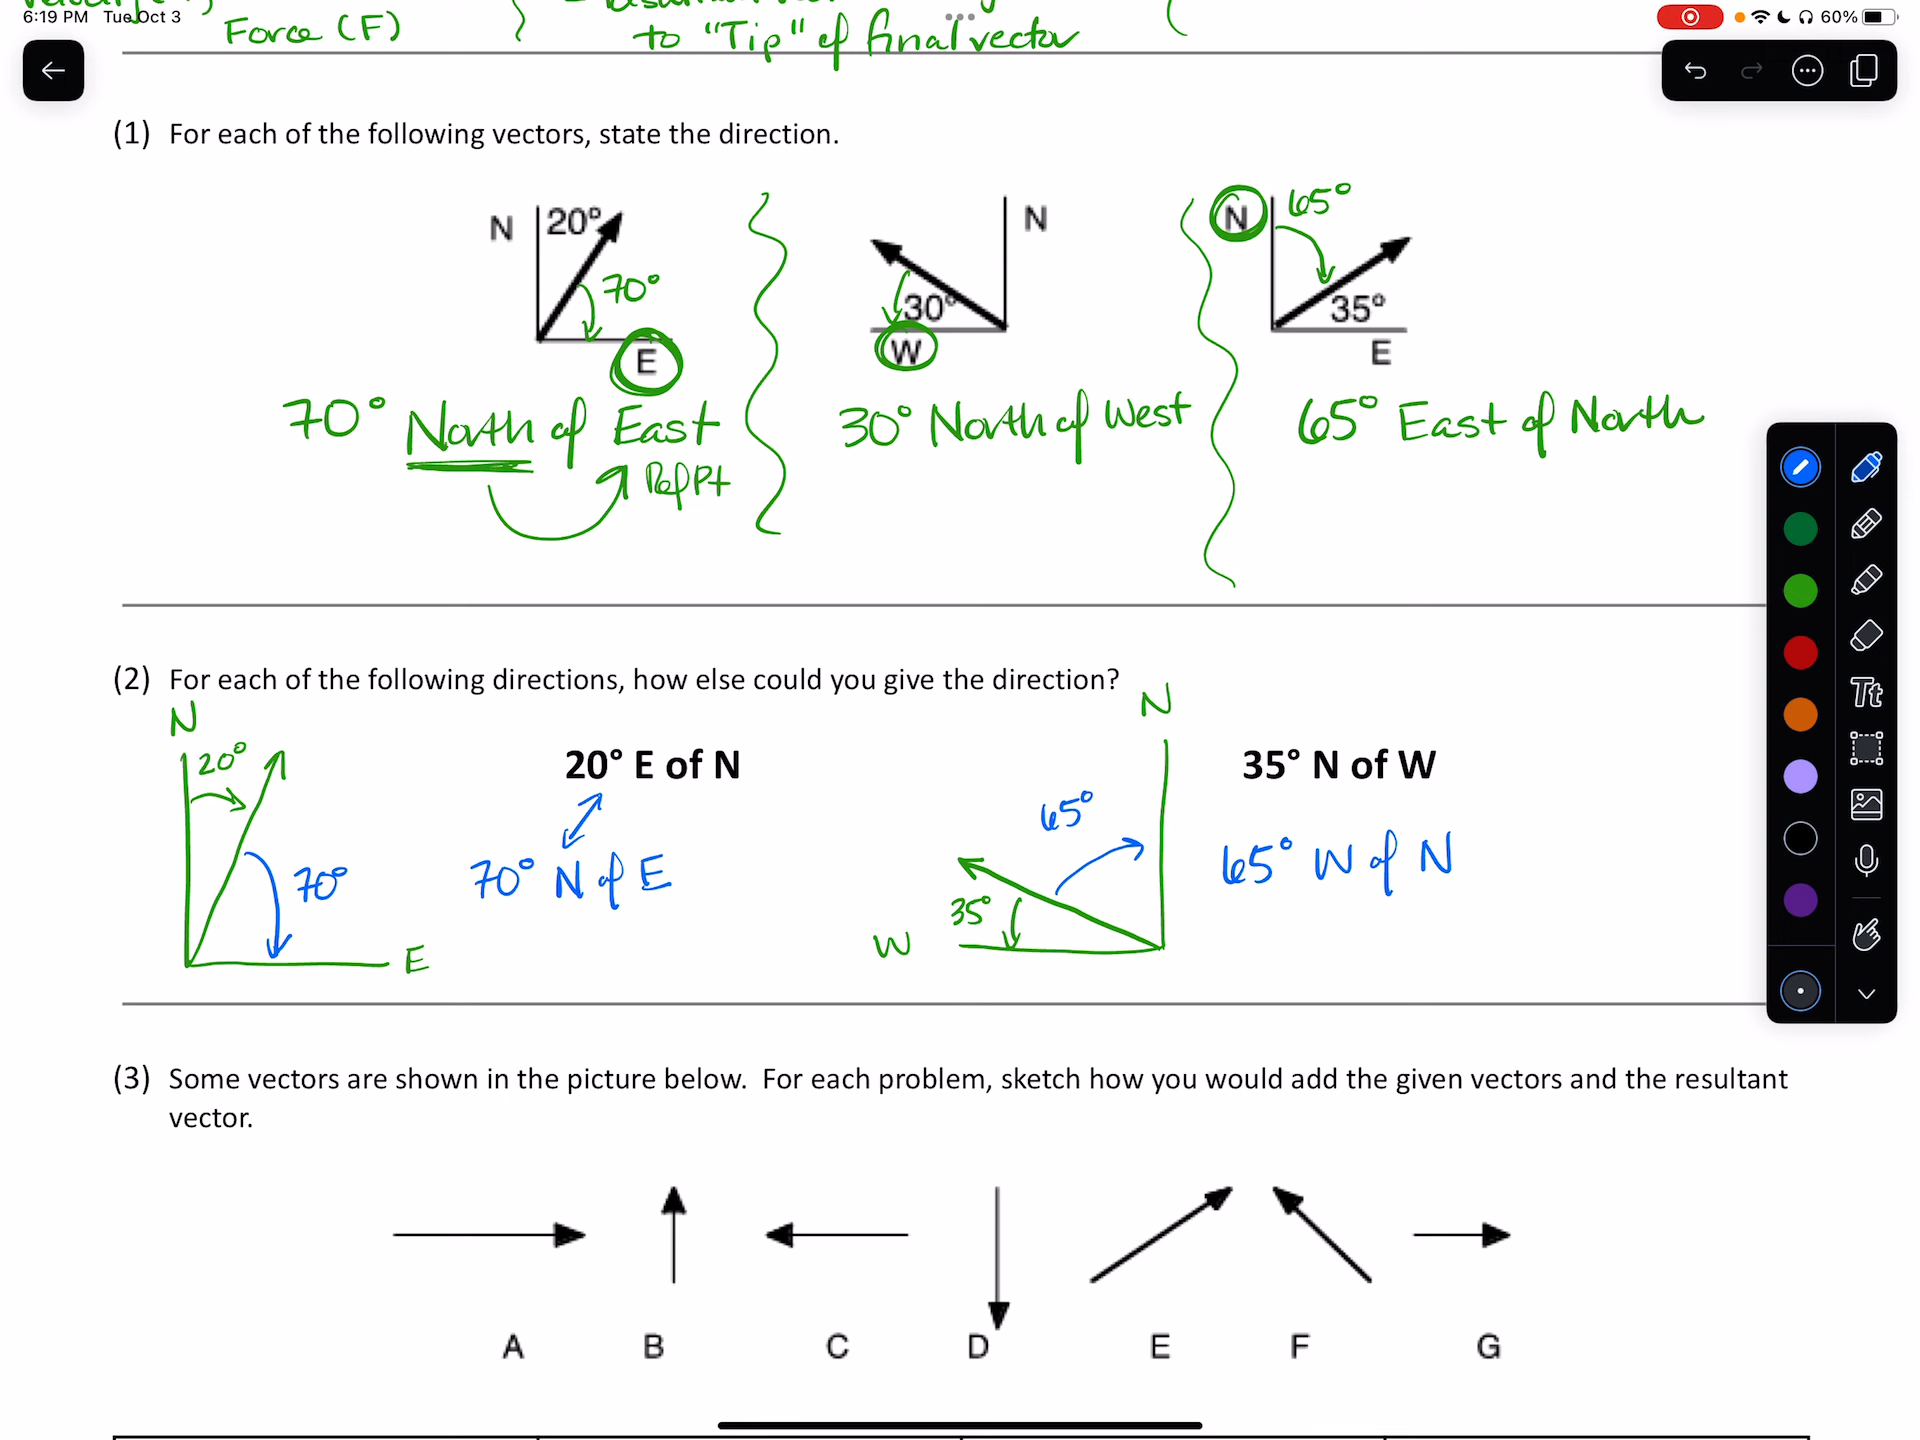 6:19 PM Tue Oct 3
60%
Force (F)
to "Tip" of final vector
(1) For each of the following vectors, state the direction.
N 20° 70° E
N 30° W
N 65° 35° E
70° North of East
Ref Pt
30° North of West
65° East of North
(2) For each of the following directions, how else could you give the direction?
N 20° 70° E
20° E of N
70° N of E
N 65° 35° W
35° N of W
65° W of N
Tt
(3) Some vectors are shown in the picture below. For each problem, sketch how you would add the given vectors and the resultant
vector.
A B C D E F G